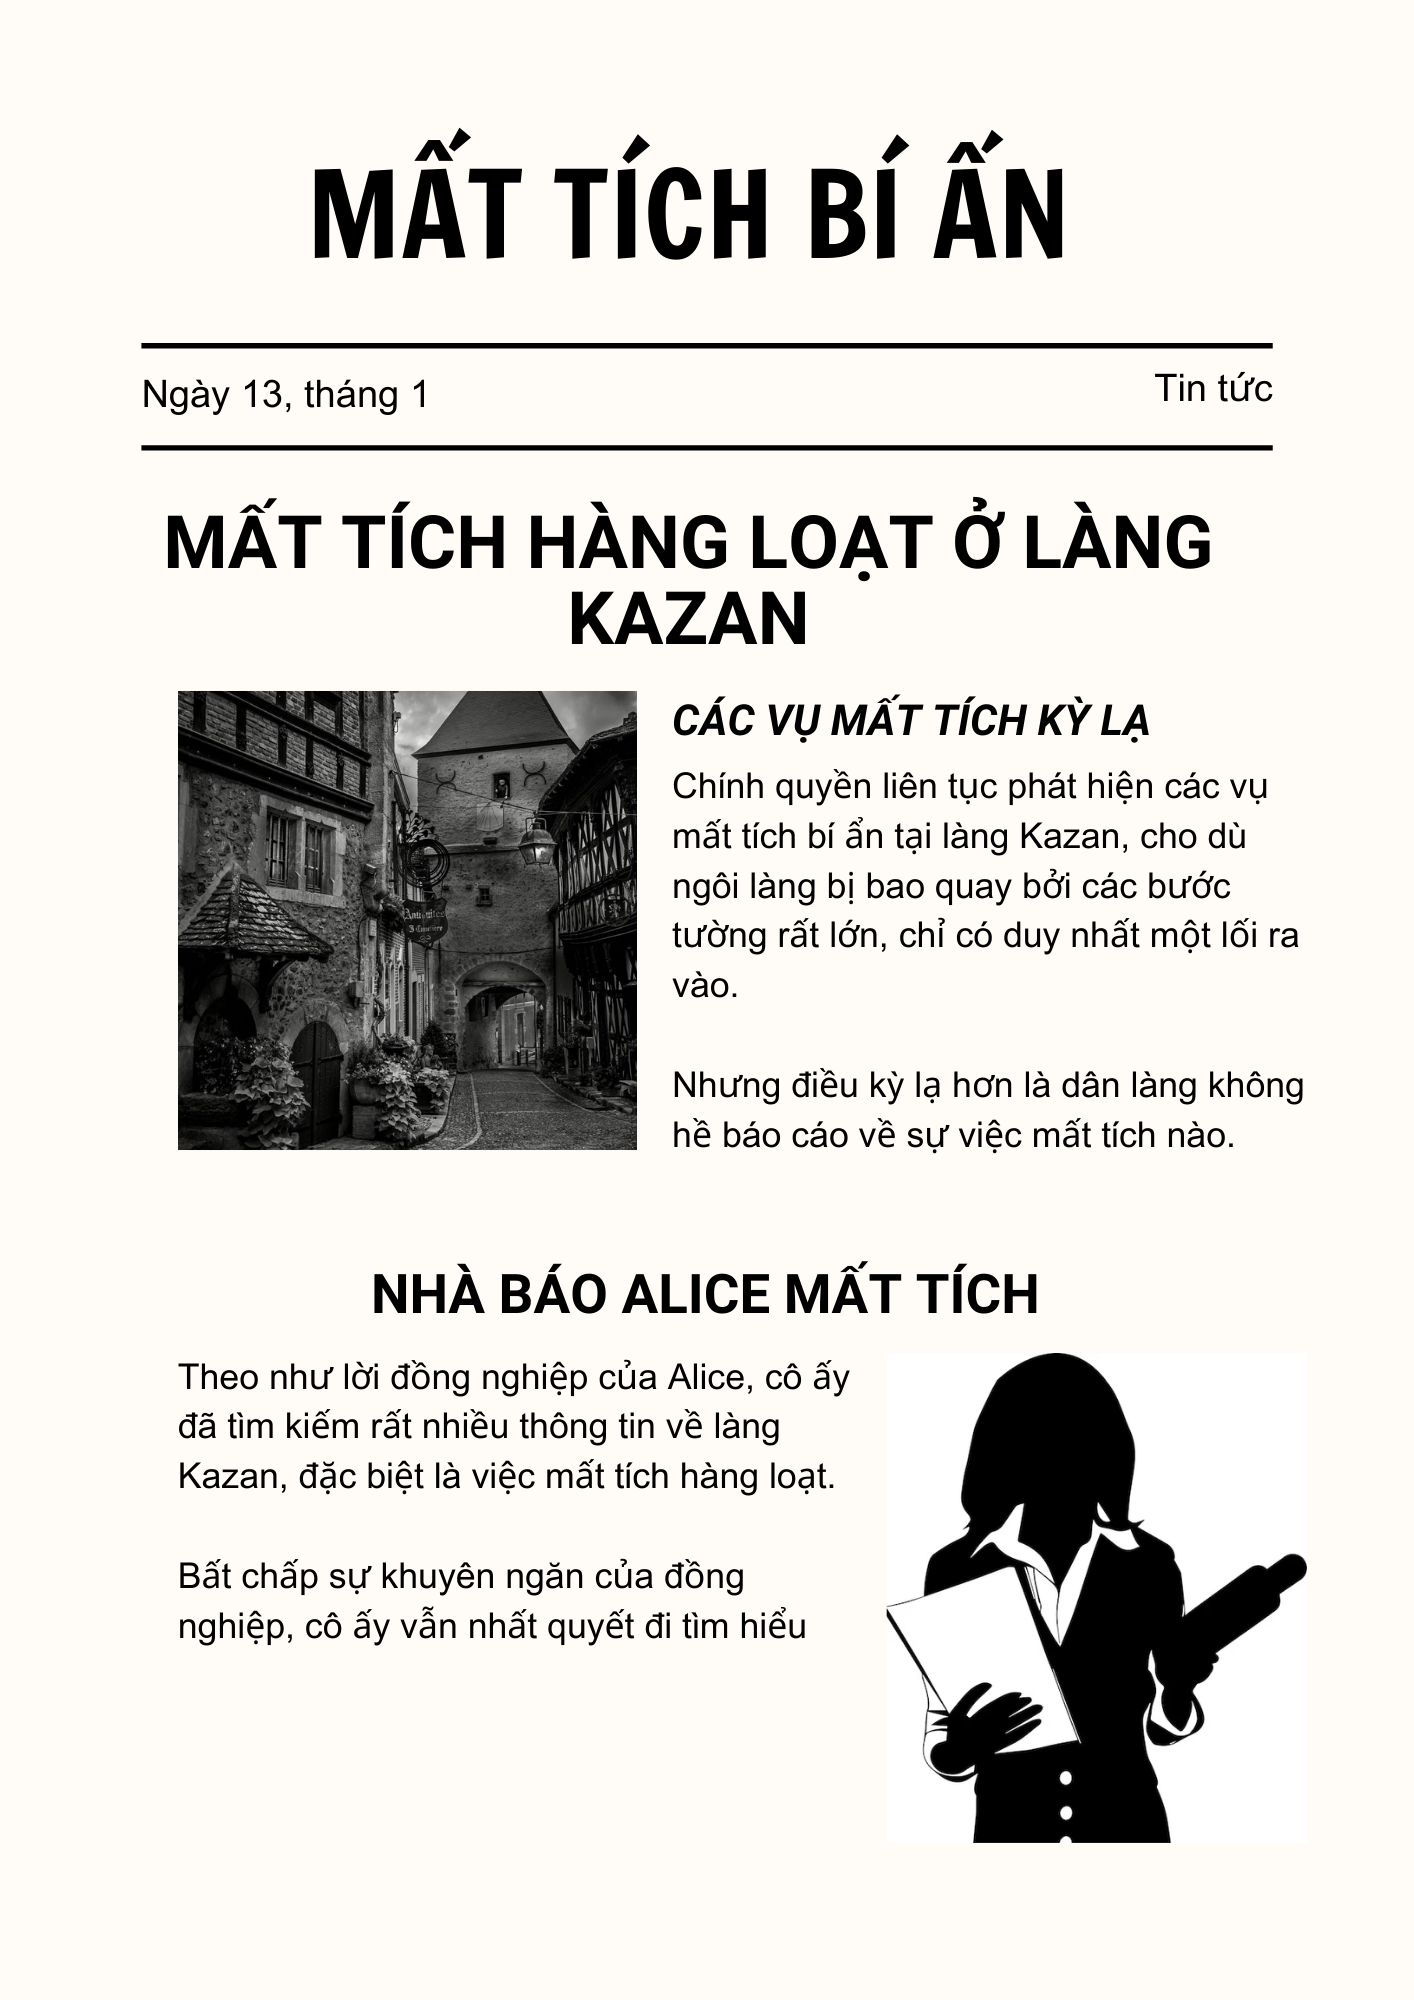 MẤT TÍCH BÍ ẨN
Ngày 13, tháng 1
Tin tức
MẤT TÍCH HÀNG LOẠT Ở LÀNG
KAZAN
CÁC VỤ MẤT TÍCH KỲ LẠ
Chính quyền liên tục phát hiện các vụ
mất tích bí ẩn tại làng Kazan, cho dù
ngôi làng bị bao quay bởi các bước
tường rất lớn, chỉ có duy nhất một lối ra
vào.
Nhưng điều kỳ lạ hơn là dân làng không
hề báo cáo về sự việc mất tích nào.
NHÀ BÁO ALICE MẤT TÍCH
Theo như lời đồng nghiệp của Alice, cô ấy
đã tìm kiếm rất nhiều thông tin về làng
Kazan, đặc biệt là việc mất tích hàng loạt.
Bất chấp sự khuyên ngăn của đồng
nghiệp, cô ấy vẫn nhất quyết đi tìm hiểu